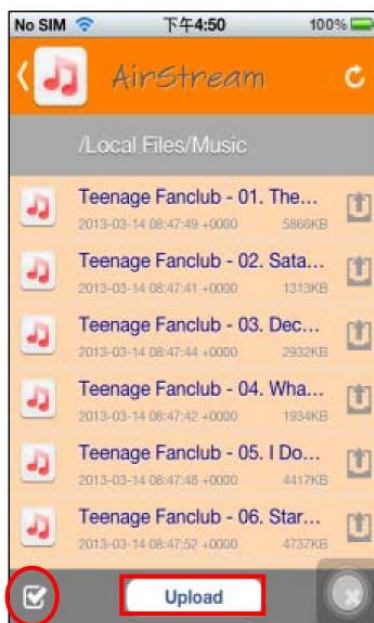 No SIM 下午4:50 100%
AirStream
/Local Files/Music
Teenage Fanclub - 01. The...
2013-03-14 08:47:49 +0000 5866KB
Teenage Fanclub - 02. Sata...
2013-03-14 08:47:41 +0000 1313KB
Teenage Fanclub - 03. Dec...
2013-03-14 08:47:44 +0000 2932KB
Teenage Fanclub - 04. Wha...
2013-03-14 08:47:42 +0000 1934KB
Teenage Fanclub - 05. I Do...
2013-03-14 08:47:46 +0000 4417KB
Teenage Fanclub - 06. Star...
2013-03-14 08:47:52 +0000 4737KB
Upload